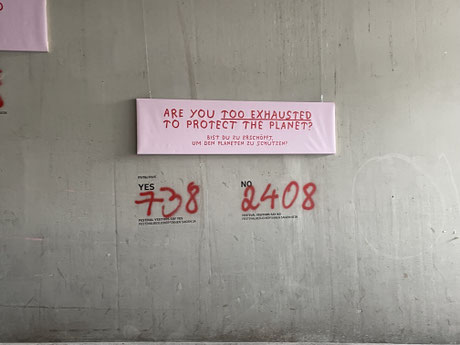 ARE YOU TOO EXHAUSTED
TO PROTECT THE PLANET?
BIST DU ZU ERSCHÖPFT,
UM DEN PLANETEN ZU SCHÜTZEN?
YES
NO
738
2408